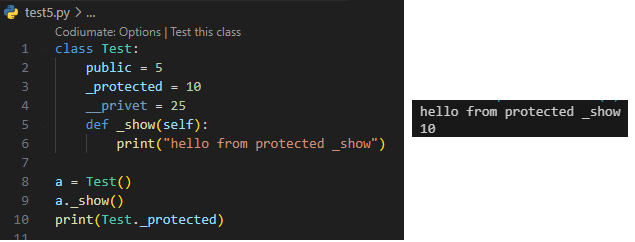 test5.py > ...
Codiumate: Options | Test this class
1 class Test:
2     public = 5
3     _protected = 10
4     __privet = 25
5     def _show(self):
6         print("hello from protected _show")
7
8 a = Test()
9 a._show()
10 print(Test._protected)
11
hello from protected _show
10